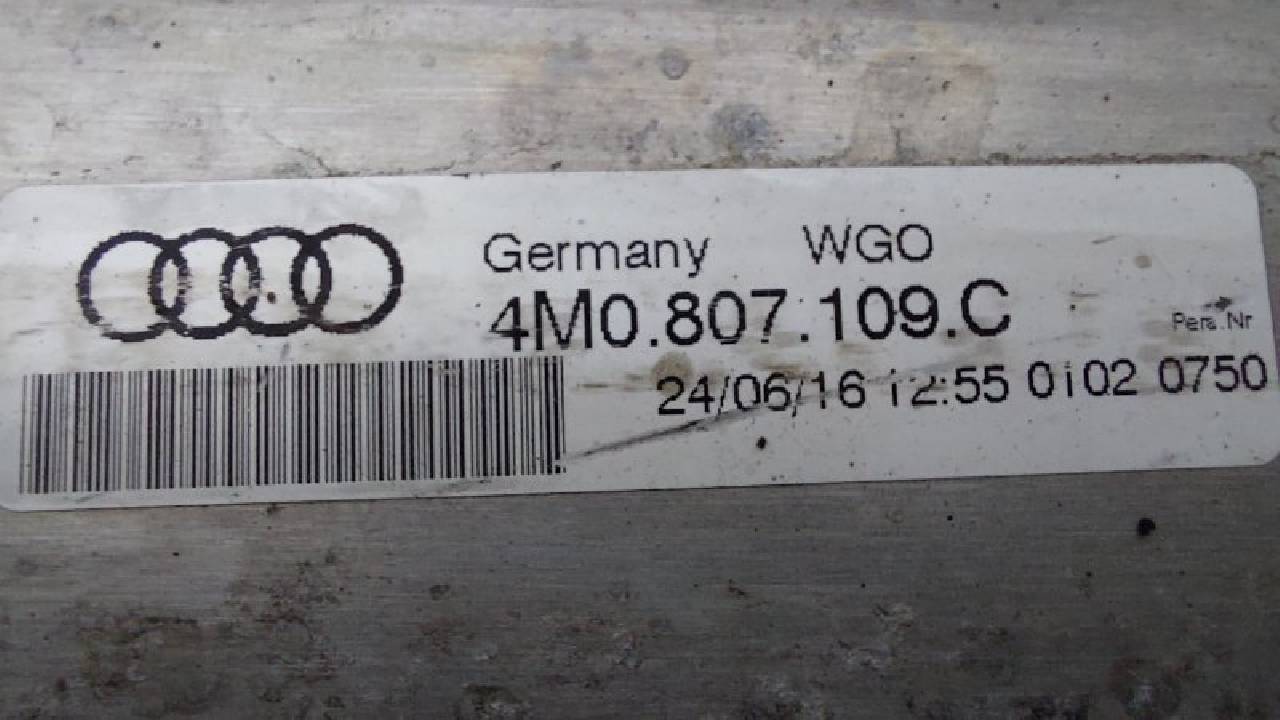 Germany WGO
4M0.807.109.C
Pers.Nr
24/06/16 12:55 0102 0750